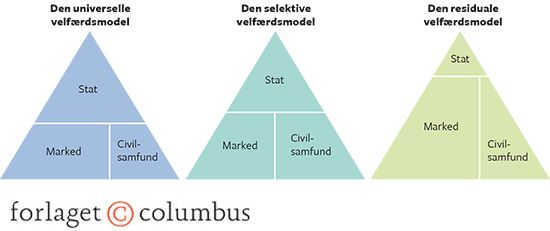 Den universelle
velfærdsmodel
Stat
Marked
Civil-
samfund
Den selektive
velfærdsmodel
Stat
Marked
Civil-
samfund
Den residuale
velfærdsmodel
Stat
Marked
Civil-
samfund
forlaget © columbus